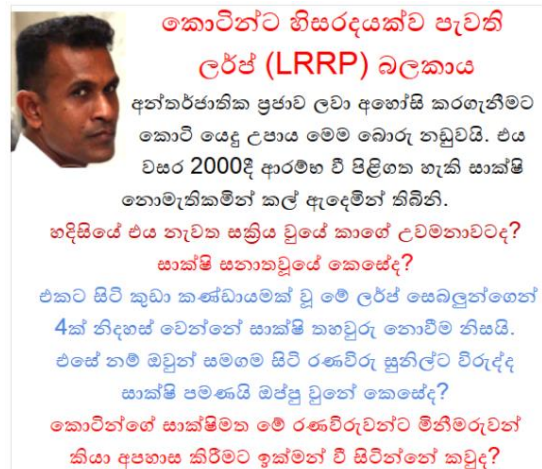 කොටින්ට හිසරදයක්ව පැවති
ලර්ප් (LRRP) බලකාය
අන්තර්ජාතික ප්‍රජාව ලවා අහෝසි කරගැනීමට
කොටි යෙදූ උපාය මෙම බොරු නඩුවයි. එය
වසර 2000දී ආරම්භ වී පිළිගත හැකි සාක්ෂි
නොමැතිකමින් කල් ඇදෙමින් තිබිනි.
හදිසියේ එය නැවත සක්‍රිය වුයේ කාගේ උවමනාවටද?
සාක්ෂි සනාතවූයේ කෙසේද?
එකට සිටි කුඩා කණ්ඩායමක් වූ මේ ලර්ප් සෙබලුන්ගෙන්
4ක් නිදහස් වෙන්නේ සාක්ෂි තහවුරු නොවීම නිසයි.
එසේ නම් ඔවුන් සමගම සිටි රණවිරු සුනිල්ට විරුද්ද
සාක්ෂි පමණයි ඔප්පු වුනේ කෙසේද?
කොටින්ගේ සාක්ෂිමත මේ රණවිරුවන්ට මිනීමරුවන්
කියා අපහාස කිරීමට ඉක්මන් වී සිටින්නේ කවුද?